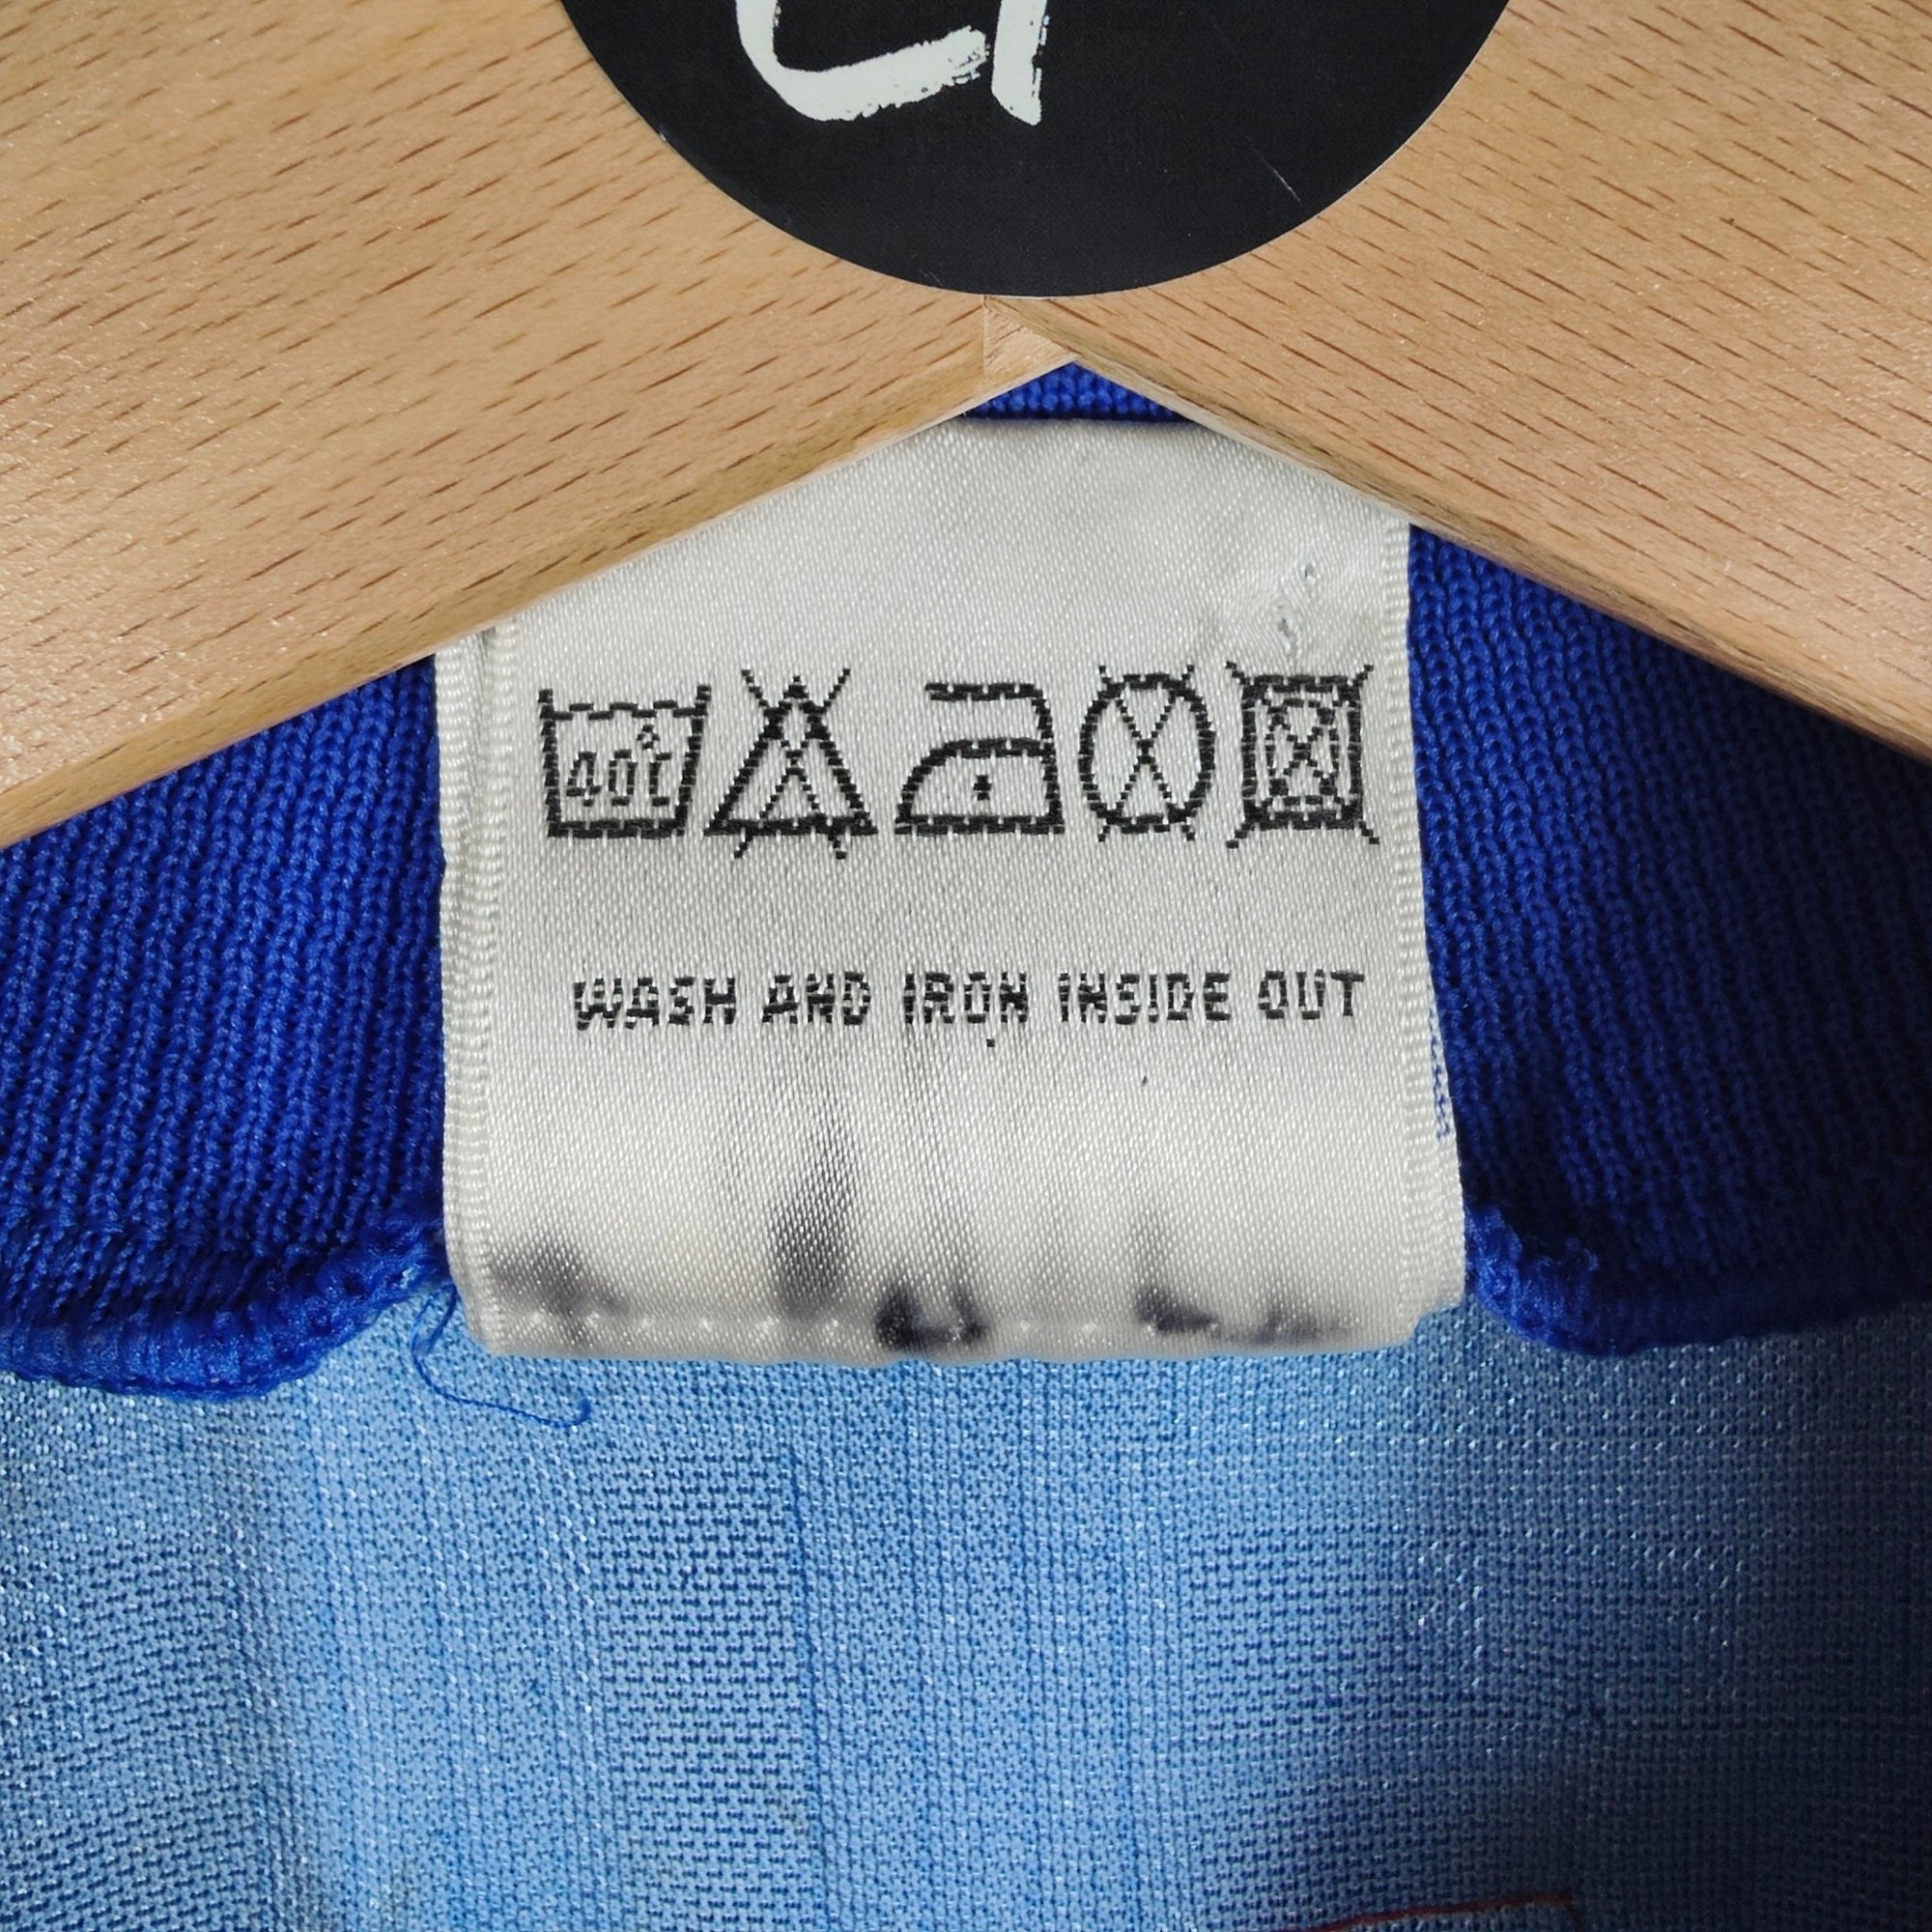 40°C
WASH AND IRON INSIDE OUT